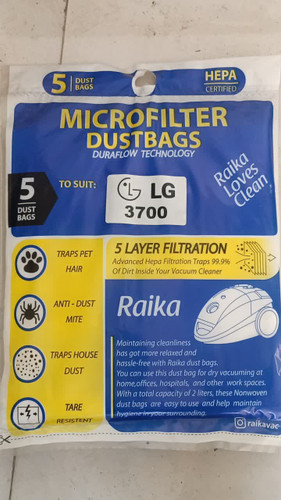 5 DUST BAGS
HEPA
CERTIFIED
MICROFILTER
DUSTBAGS
DURAFLOW TECHNOLOGY
Raika
Loves
Clean
5
DUST
BAGS
TO SUIT:
LG
3700
TRAPS PET
HAIR
5 LAYER FILTRATION
Advanced Hepa Filtration Traps 99.9%
Of Dirt Inside Your Vacuum Cleaner
ANTI - DUST
MITE
Raika
TRAPS HOUSE
DUST
Maintaining cleanliness
has got more relaxed and
hassle-free with Raika dust bags.
You can use this dust bag for dry vacuuming at
home,offices, hospitals, and other work spaces.
With a total capacity of 2 liters, these Nonwoven
dust bags are easy to use and help maintain
hygiene in your surrounding.
TARE
RESISTENT
raikavac